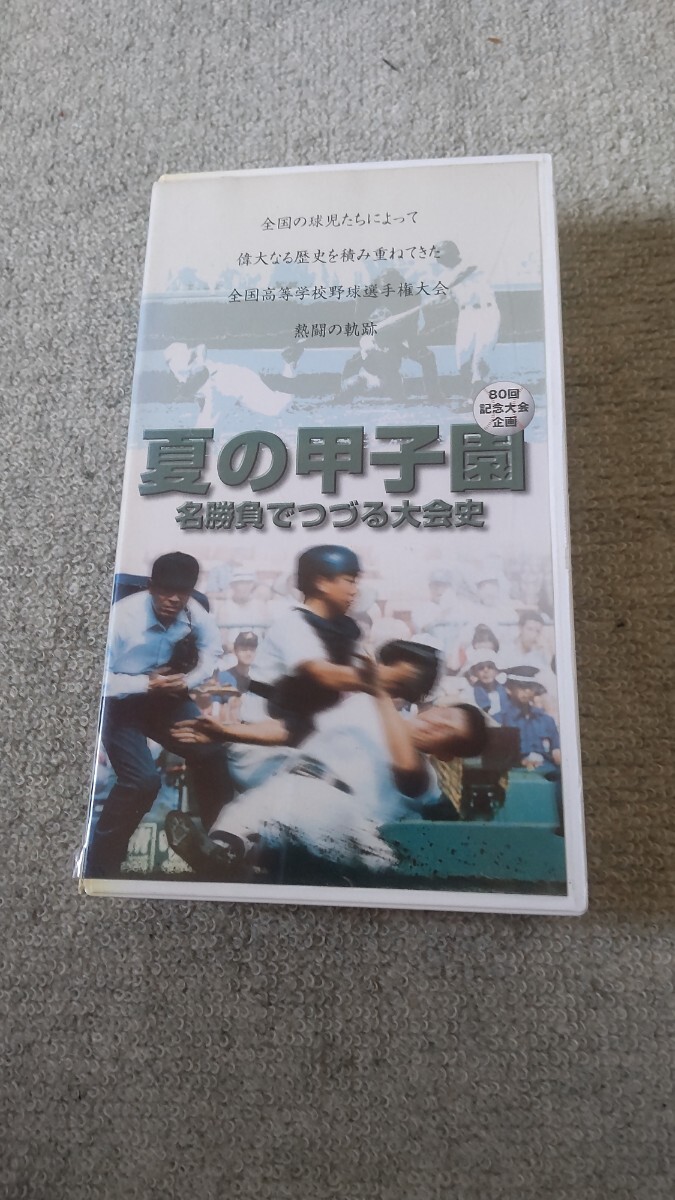 全国の球児たちによって
偉大なる歴史を積み重ねてきた
全国高等学校野球選手権大会
熱闘の軌跡
80回
記念大会
企画
夏の甲子園
名勝負でつづる大会史